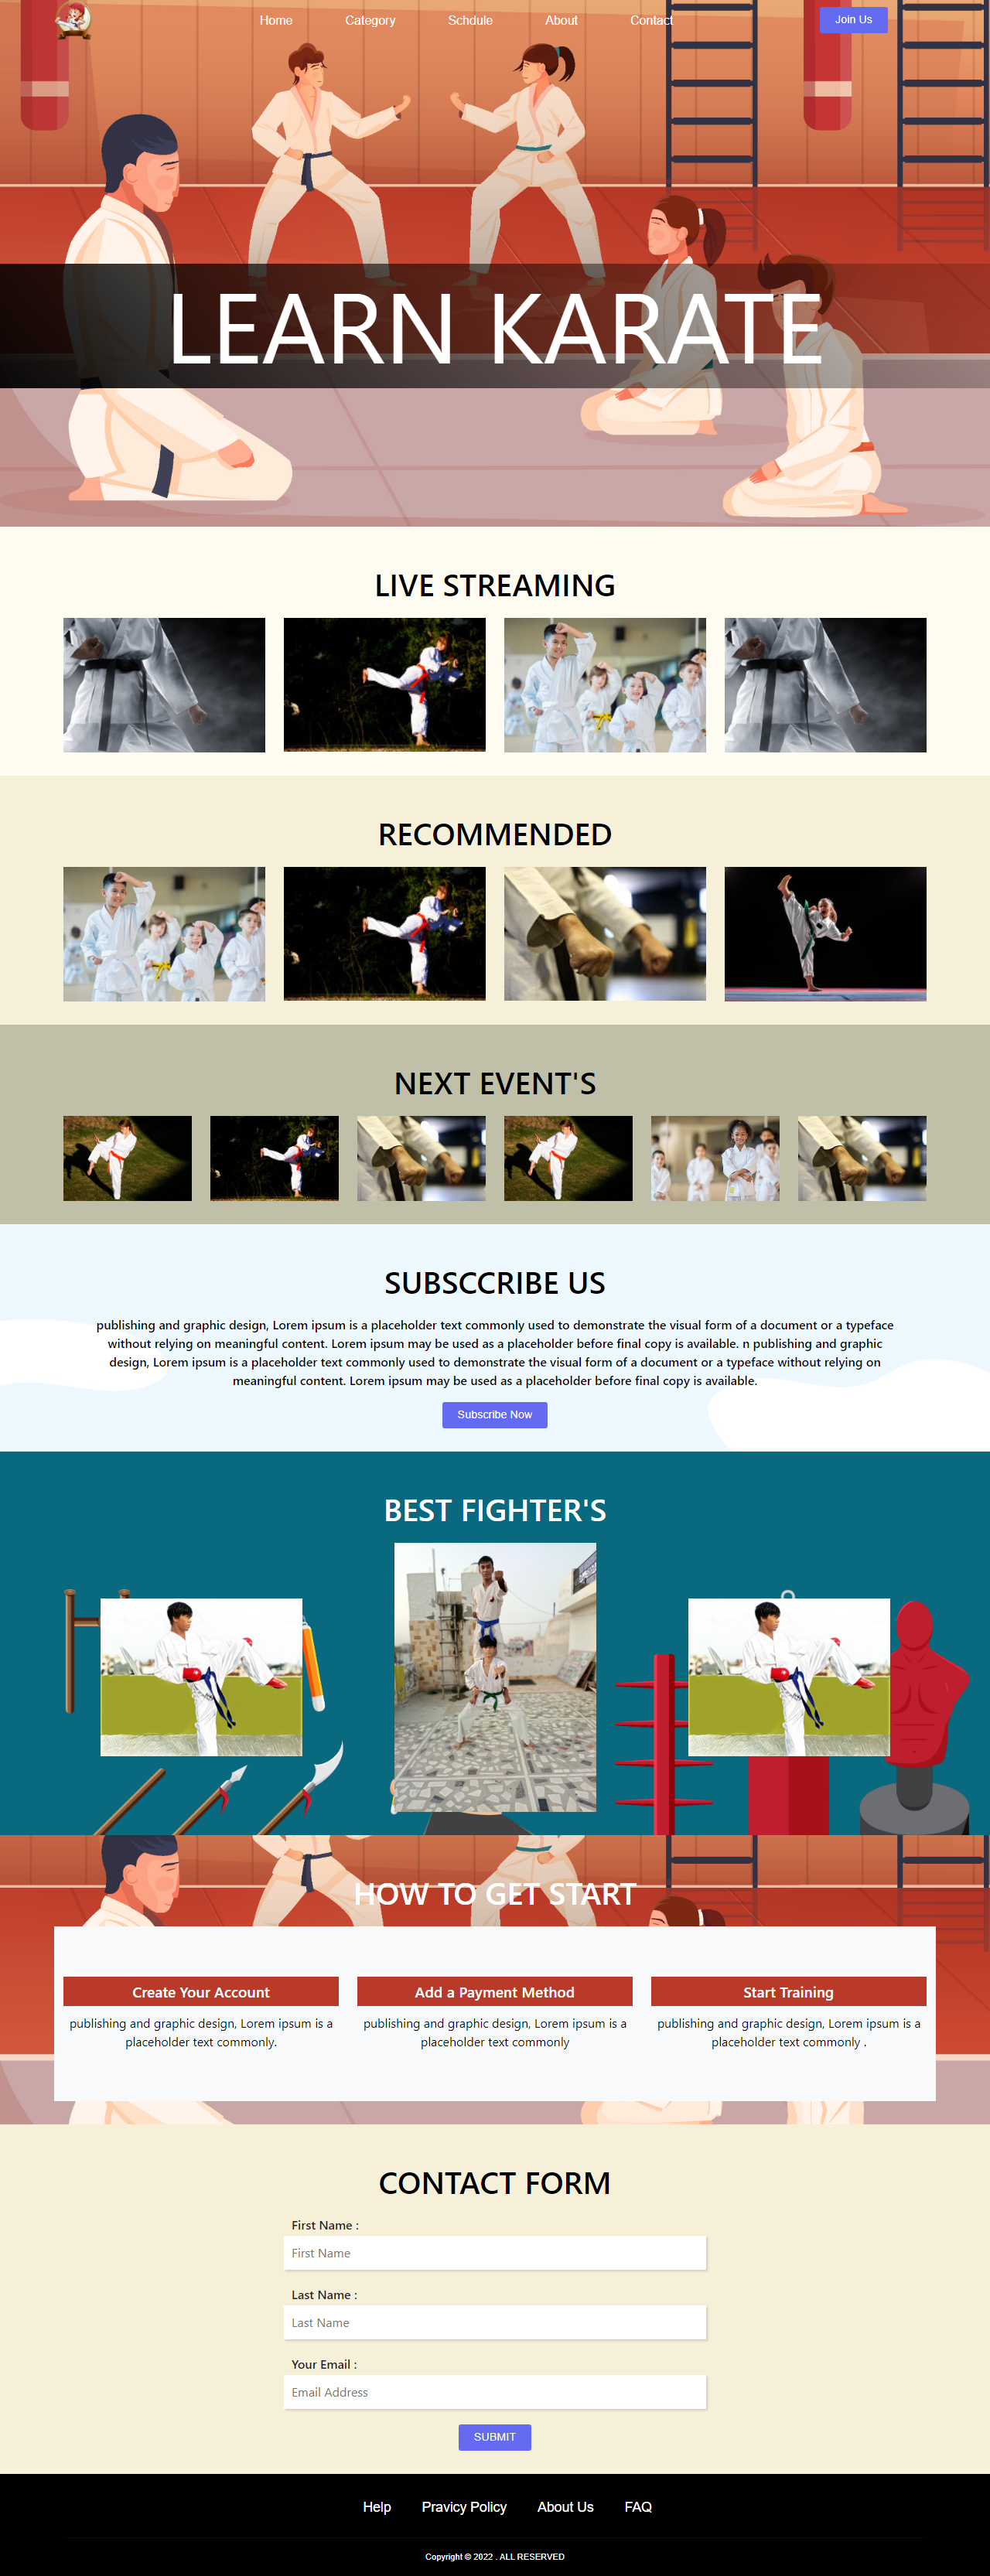 Home Category Schdule About Contact Join Us
LEARN KARATE
LIVE STREAMING
RECOMMENDED
NEXT EVENT'S
SUBSCCRIBE US
publishing and graphic design, Lorem ipsum is a placeholder text commonly used to demonstrate the visual form of a document or a typeface
without relying on meaningful content. Lorem ipsum may be used as a placeholder before final copy is available. n publishing and graphic
design, Lorem ipsum is a placeholder text commonly used to demonstrate the visual form of a document or a typeface without relying on
meaningful content. Lorem ipsum may be used as a placeholder before final copy is available.
Subscribe Now
BEST FIGHTER'S
HOW TO GET START
Create Your Account
publishing and graphic design, Lorem ipsum is a
placeholder text commonly.
Add a Payment Method
publishing and graphic design, Lorem ipsum is a
placeholder text commonly
Start Training
publishing and graphic design, Lorem ipsum is a
placeholder text commonly .
CONTACT FORM
First Name :
First Name
Last Name :
Last Name
Your Email :
Email Address
SUBMIT
Help Pravicy Policy About Us FAQ
Copyright © 2022 . ALL RESERVED